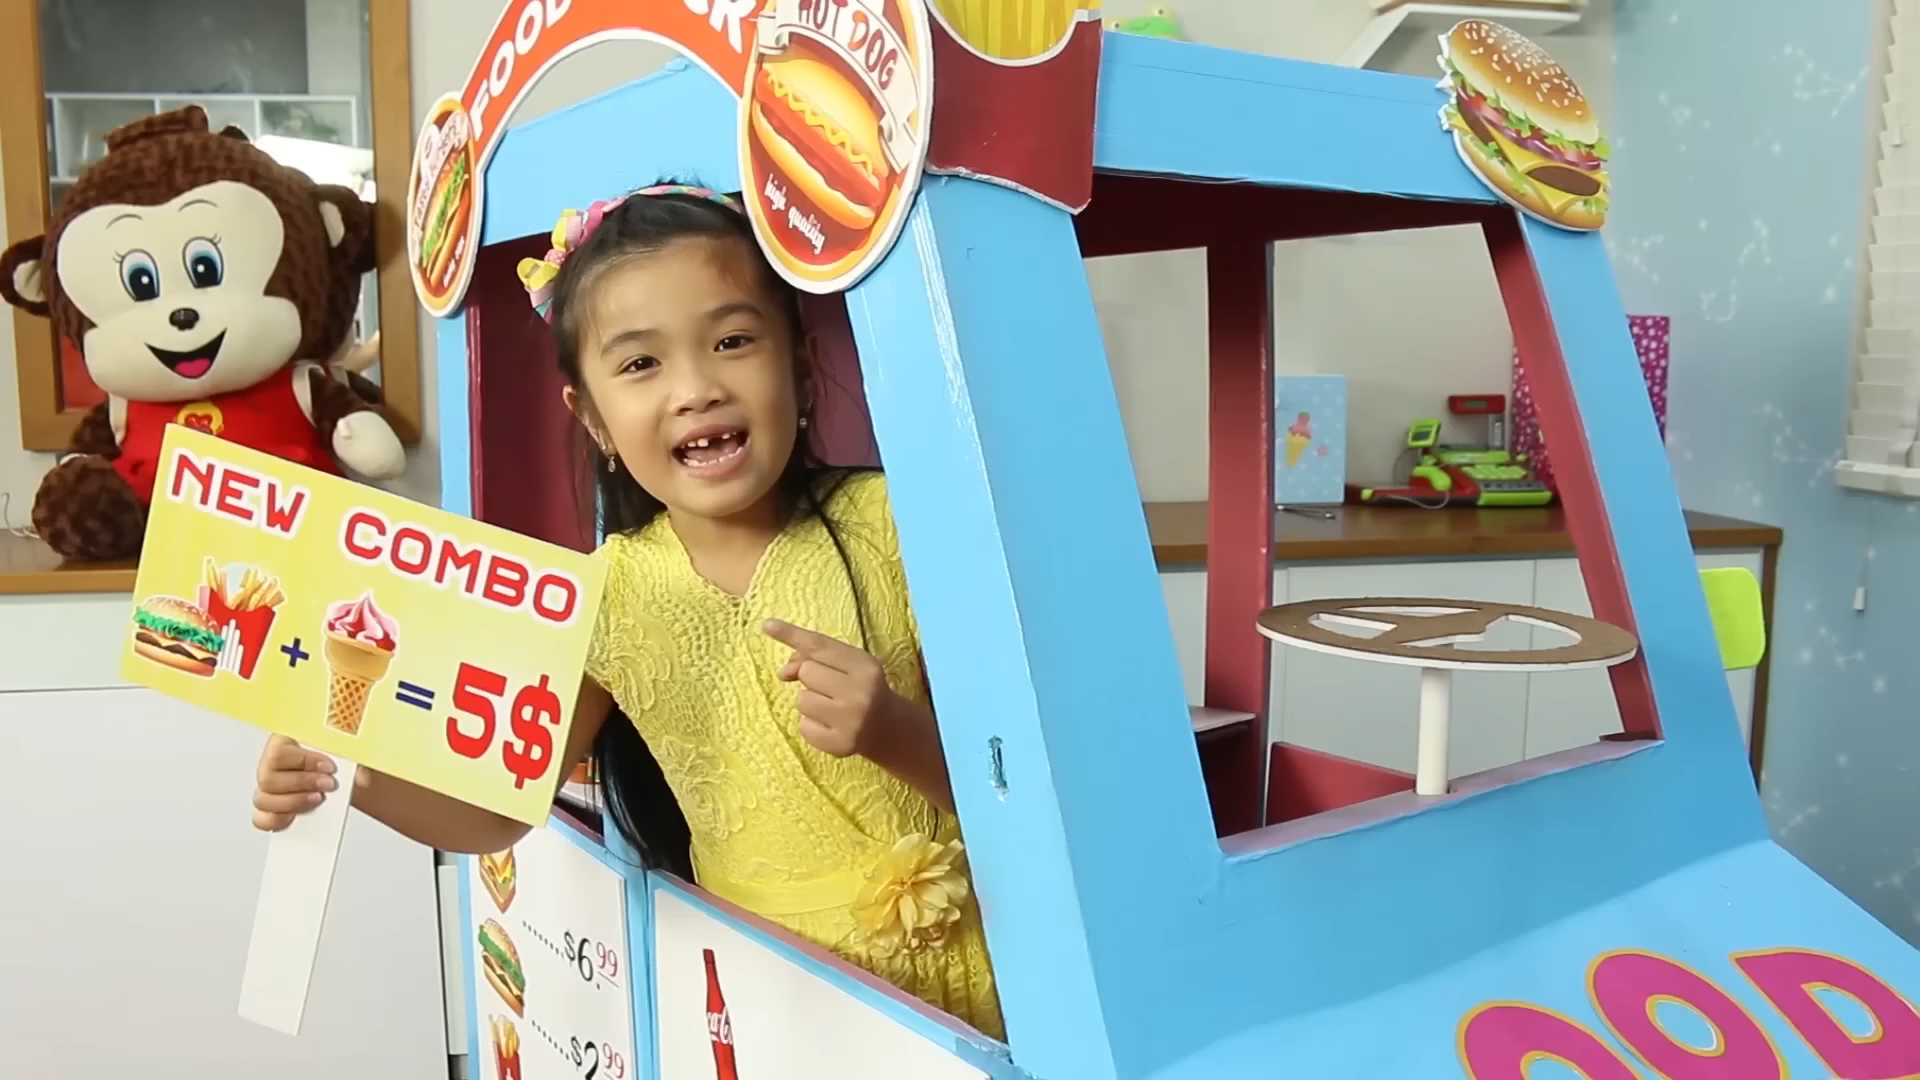 FOOD
HOT DOG
high quality
NEW COMBO
+ = 5$
........$6.99
......$2.99
OOD